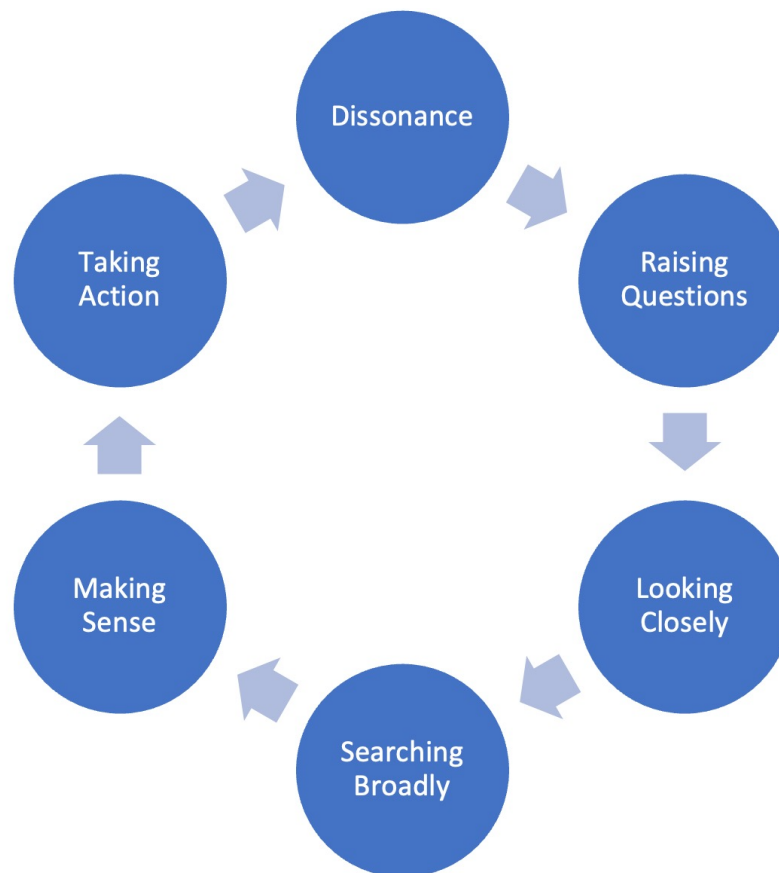 Dissonance
Raising
Questions
Looking
Closely
Searching
Broadly
Making
Sense
Taking
Action